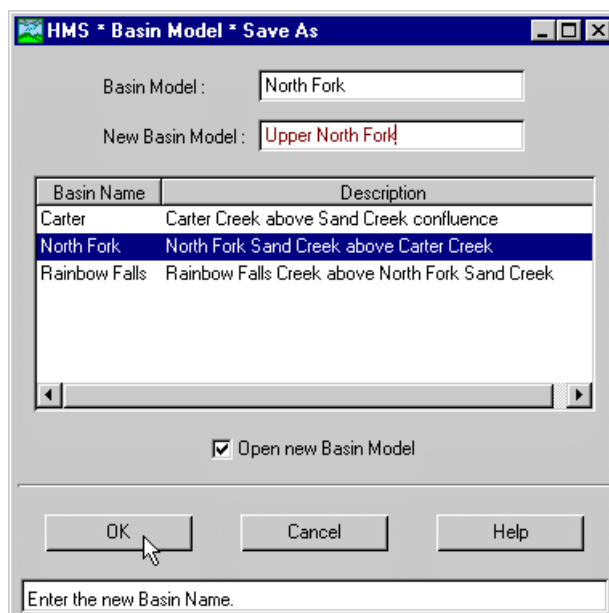 HMS * Basin Model * Save As
Basin Model : North Fork
New Basin Model : Upper North Fork
Basin Name Description
Carter Carter Creek above Sand Creek confluence
North Fork North Fork Sand Creek above Carter Creek
Rainbow Falls Rainbow Falls Creek above North Fork Sand Creek
Open new Basin Model
OK Cancel Help
Enter the new Basin Name.